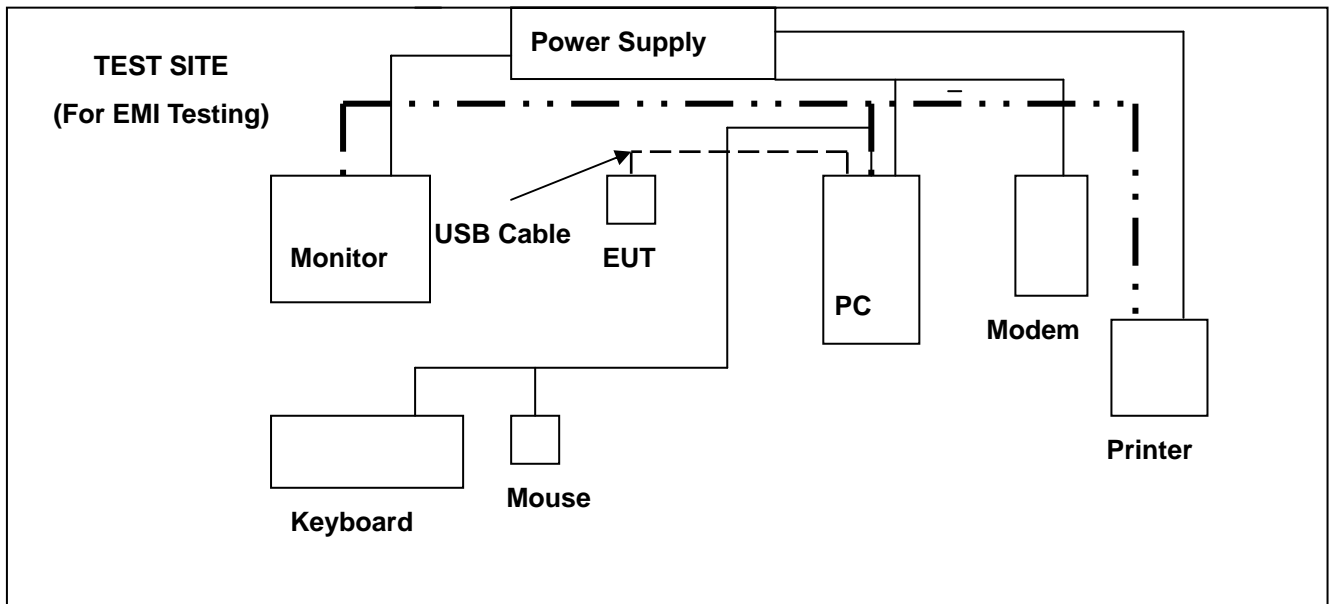 Power Supply
TEST SITE
(For EMI Testing)
USB Cable
Monitor
EUT
PC
Modem
Printer
Keyboard
Mouse